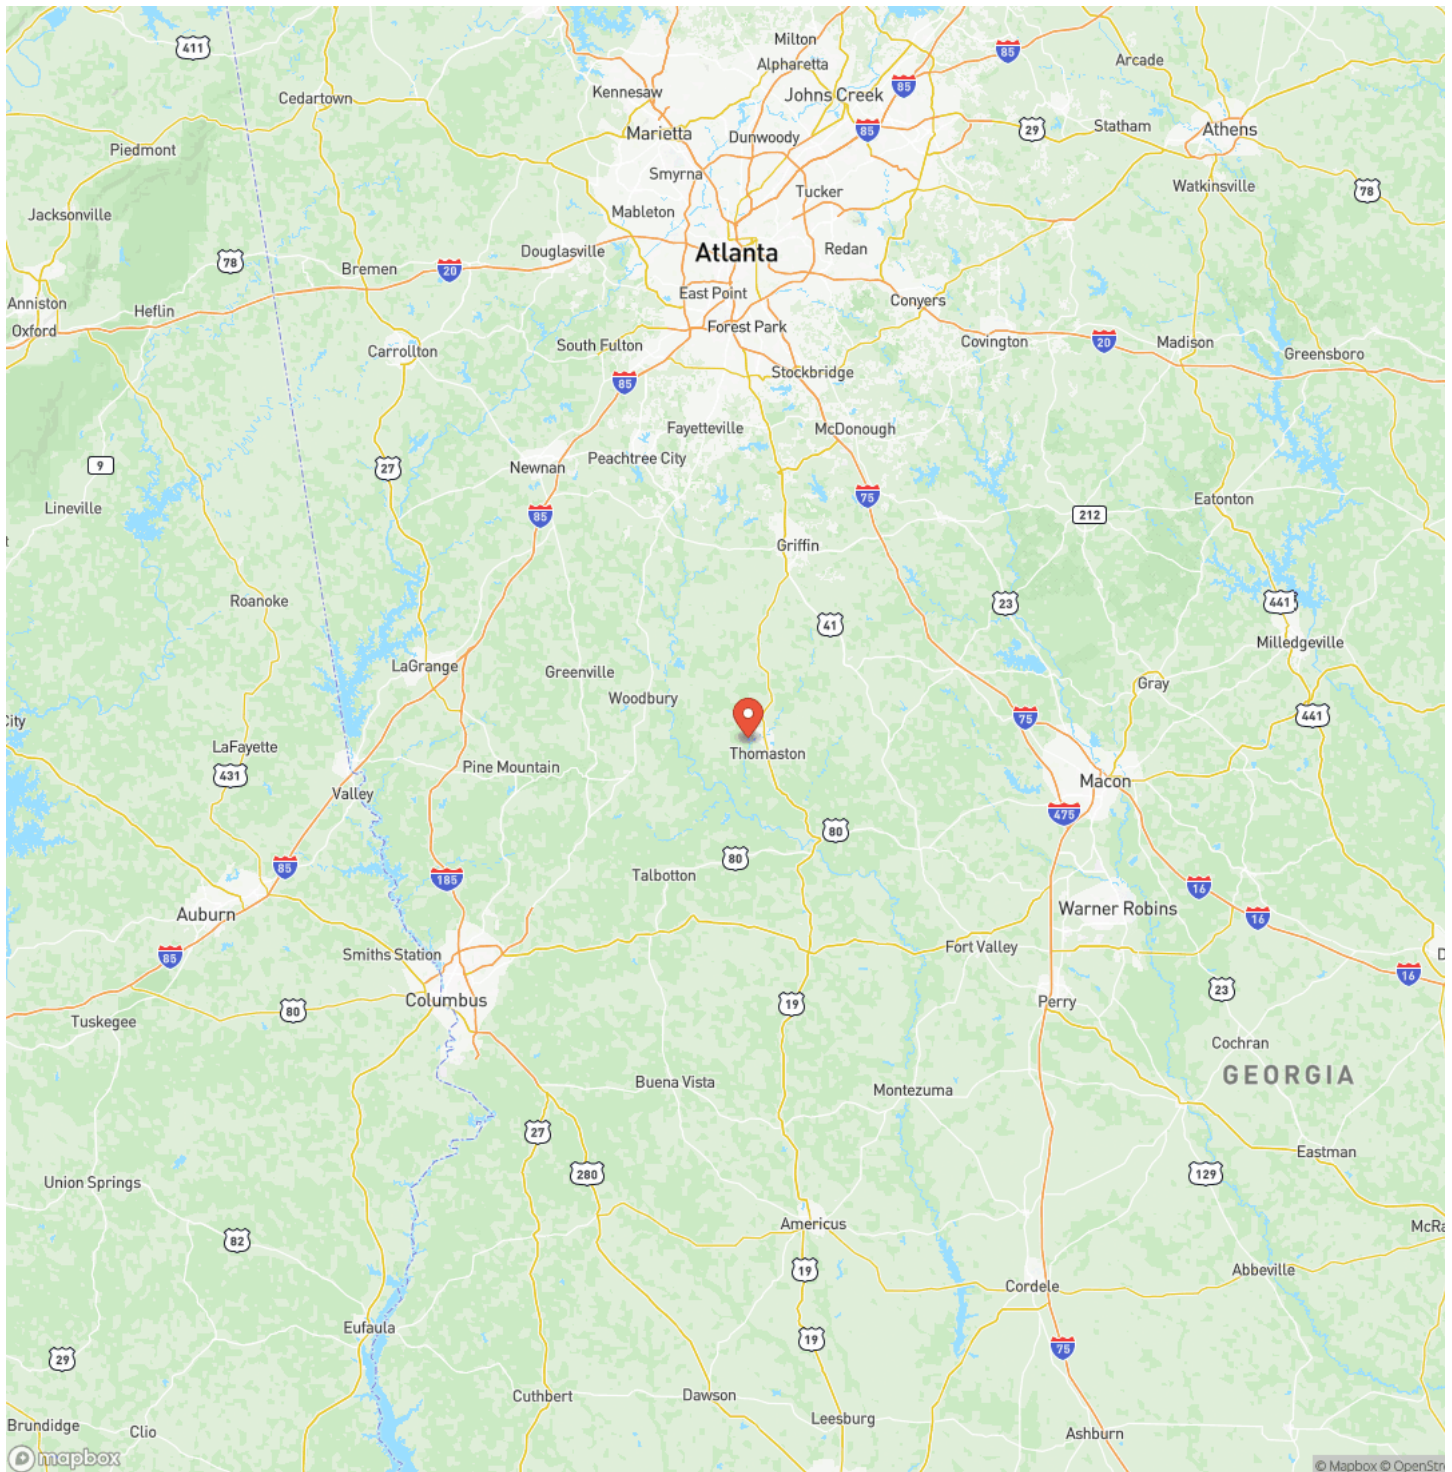 411
Milton
85
Arcade
Alpharetta
Cedartown
Kennesaw
Johns Creek
85
Marietta
Dunwoody
85
29
Statham
Athens
Piedmont
Smyrna
Tucker
Watkinsville
78
Jacksonville
Mableton
78
Bremen
20
Douglasville
Atlanta
Redan
Anniston
Heflin
East Point
Conyers
Oxford
Forest Park
Carrollton
South Fulton
Covington
20
Madison
Greensboro
85
Stockbridge
Fayetteville
McDonough
9
27
Newnan
Peachtree City
75
Eatonton
Lineville
85
212
t
Griffin
Roanoke
23
441
41
Milledgeville
LaGrange
Greenville
Woodbury
Gray
City
75
441
LaFayette
Thomaston
431
Pine Mountain
Macon
Valley
475
80
80
85
185
Talbotton
16
Auburn
Warner Robins
16
85
Smiths Station
Fort Valley
D
16
80
Columbus
19
Perry
23
Tuskegee
Cochran
GEORGIA
Buena Vista
Montezuma
27
Eastman
280
129
Union Springs
82
Americus
McRa
19
Cordele
Abbeville
Eufaula
19
75
29
Cuthbert
Dawson
Leesburg
Brundidge
Clio
Ashburn
mapbox
© Mapbox © OpenStre